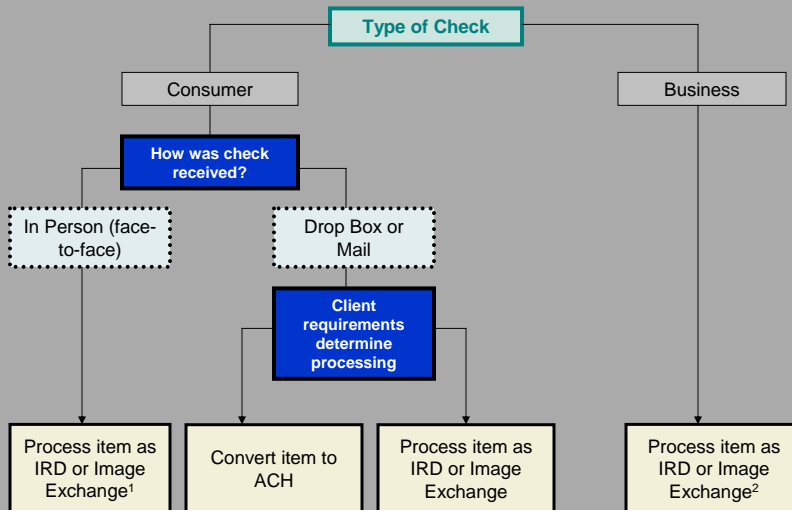 Type of Check
Consumer
Business
How was check
received?
In Person (face-
to-face)
Drop Box or
Mail
Client
requirements
determine
processing
Process item as
IRD or Image
Exchange¹
Convert item to
ACH
Process item as
IRD or Image
Exchange
Process item as
IRD or Image
Exchange²